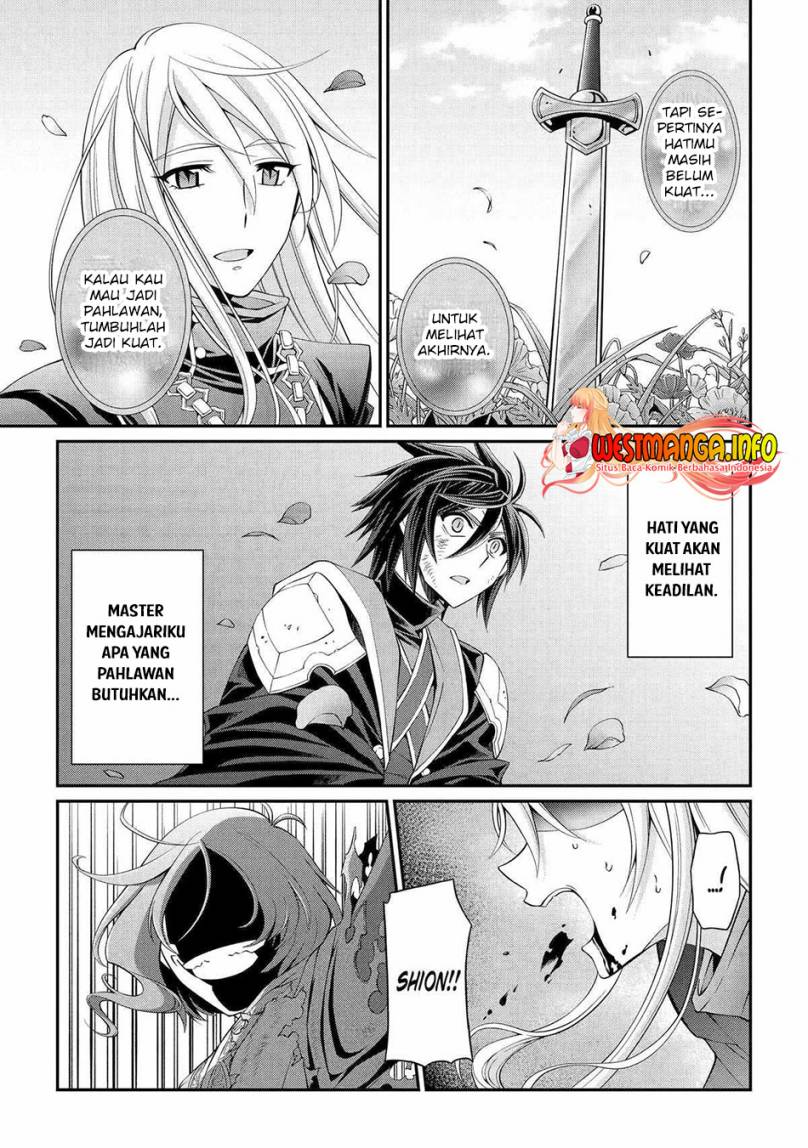 TAPI SE-
PERTINYA
HATIMU
MASIH
BELUM
KUAT...
UNTUK
MELIHAT
AKHIRNYA.
KALAU KAU
MAU JADI
PAHLAWAN,
TUMBUHLAH
JADI KUAT.
WESTMANGA.INFO
Situs Baca Komik Berbahasa Indonesia
HATI YANG
KUAT AKAN
MELIHAT
KEADILAN.
MASTER
MENGAJARIKU
APA YANG
PAHLAWAN
BUTUHKAN...
...!
SHION!!